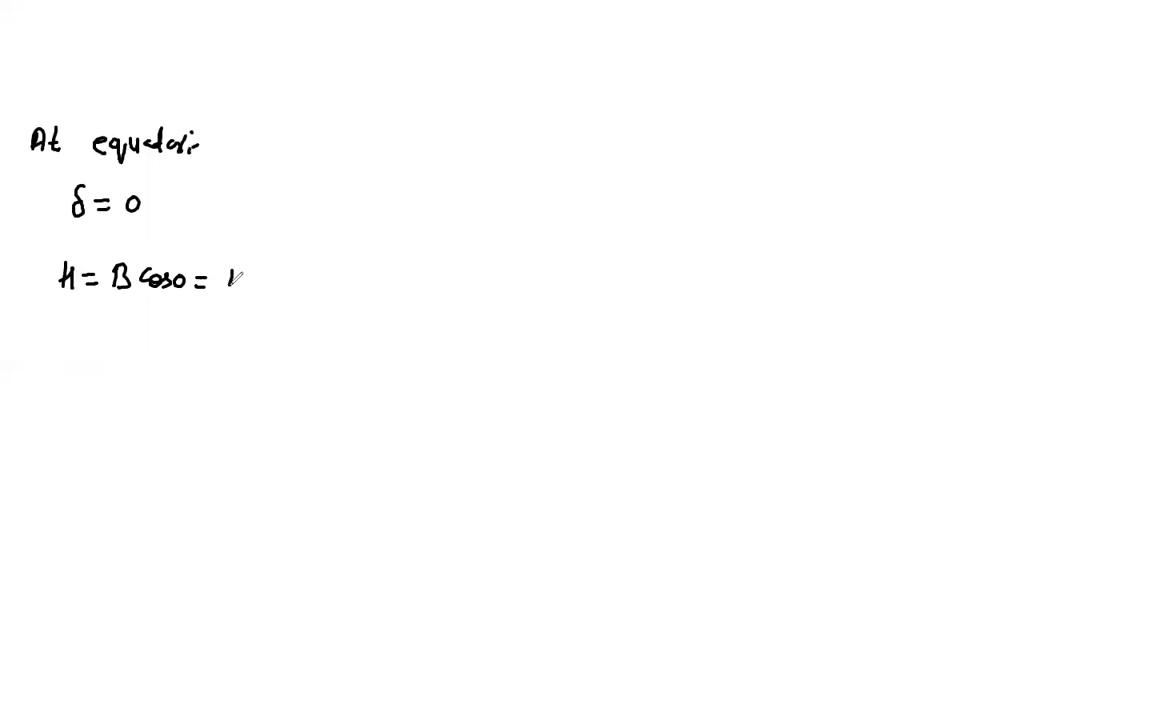 At equator:-
δ = 0
H = B cos0 =